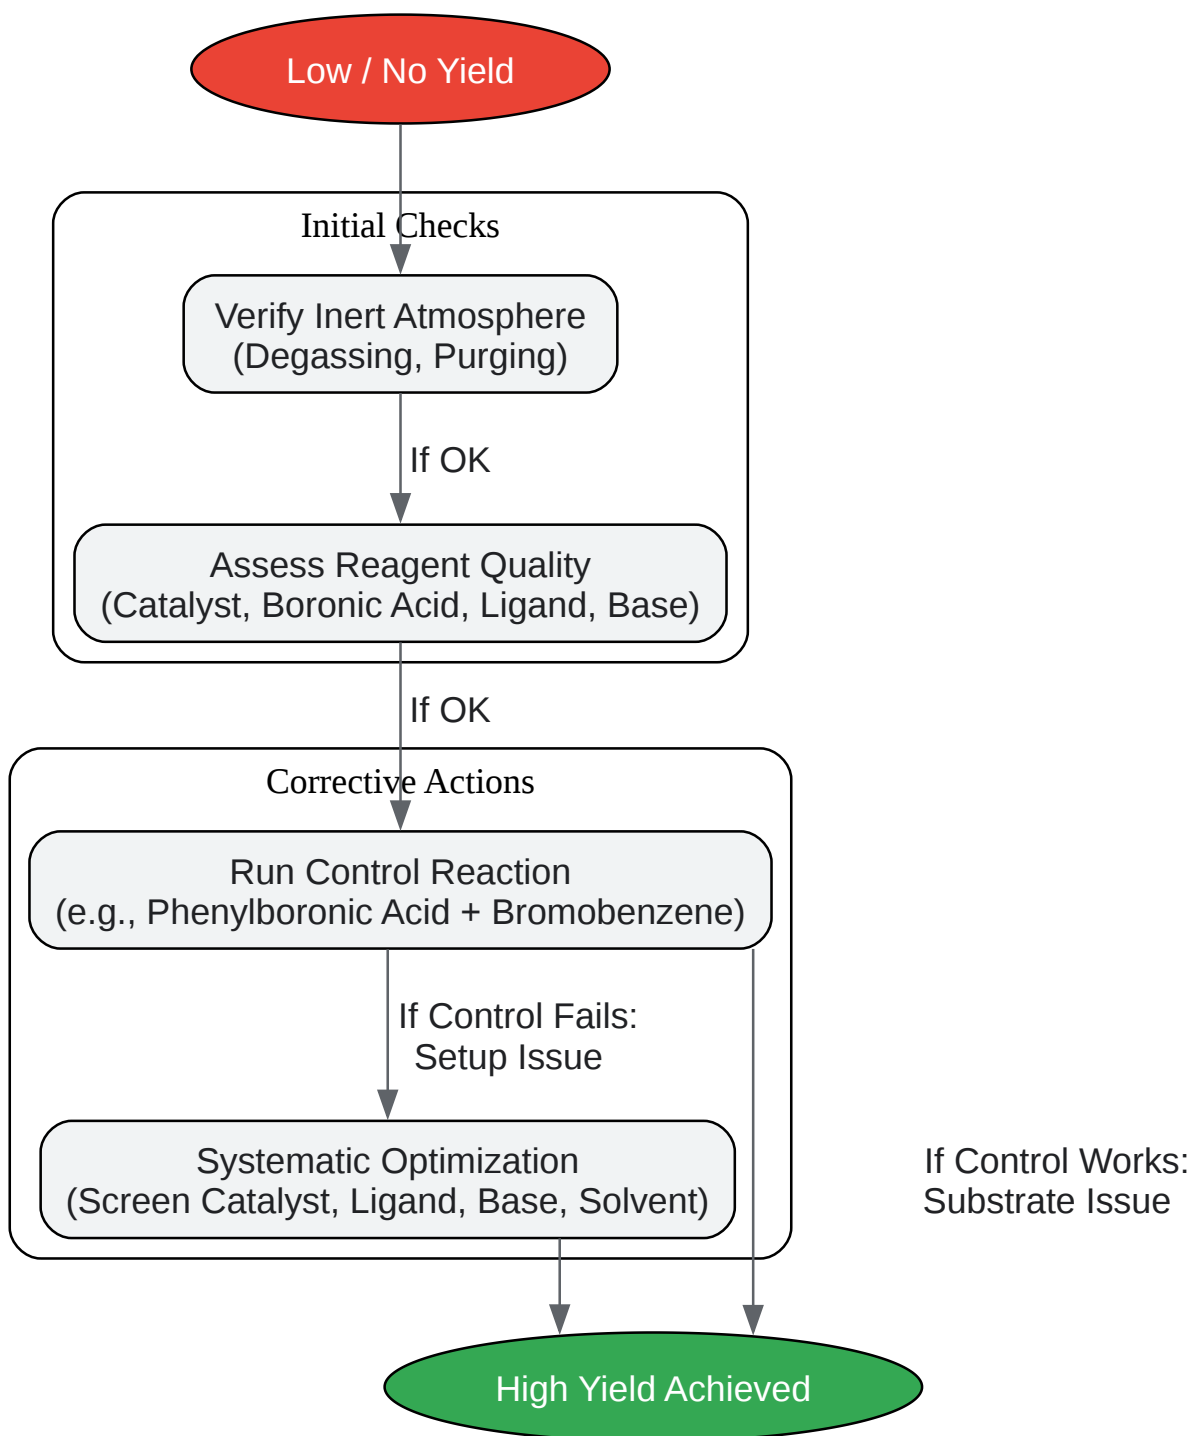 Low / No Yield
Initial Checks
Verify Inert Atmosphere
(Degassing, Purging)
If OK
Assess Reagent Quality
(Catalyst, Boronic Acid, Ligand, Base)
If OK
Corrective Actions
Run Control Reaction
(e.g., Phenylboronic Acid + Bromobenzene)
If Control Fails:
Setup Issue
Systematic Optimization
(Screen Catalyst, Ligand, Base, Solvent)
If Control Works:
Substrate Issue
High Yield Achieved